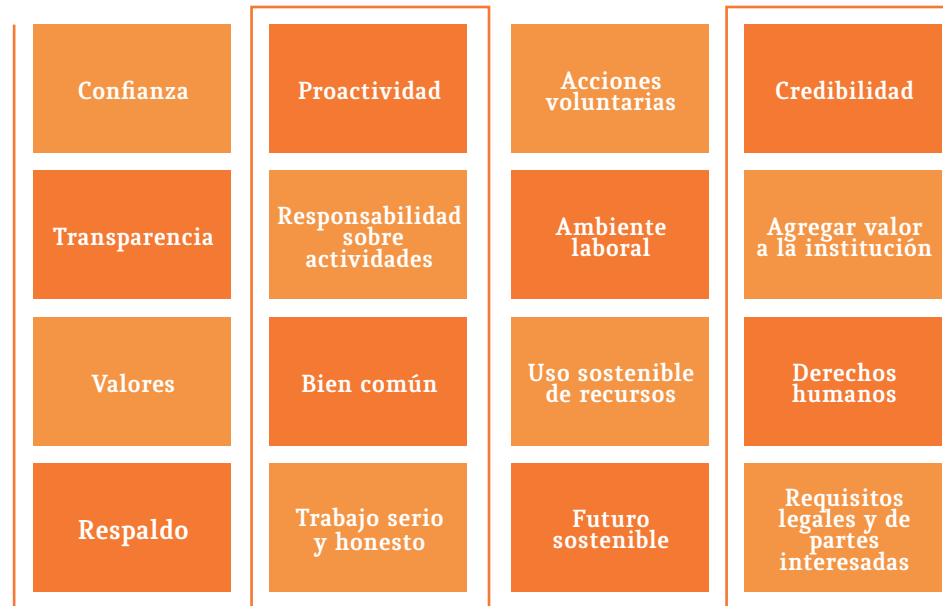 Confianza
Proactividad
Acciones
voluntarias
Credibilidad
Transparencia
Responsabilidad
sobre
actividades
Ambiente
laboral
Agregar valor
a la institución
Valores
Bien común
Uso sostenible
de recursos
Derechos
humanos
Respaldo
Trabajo serio
y honesto
Futuro
sostenible
Requisitos
legales y de
partes
interesadas